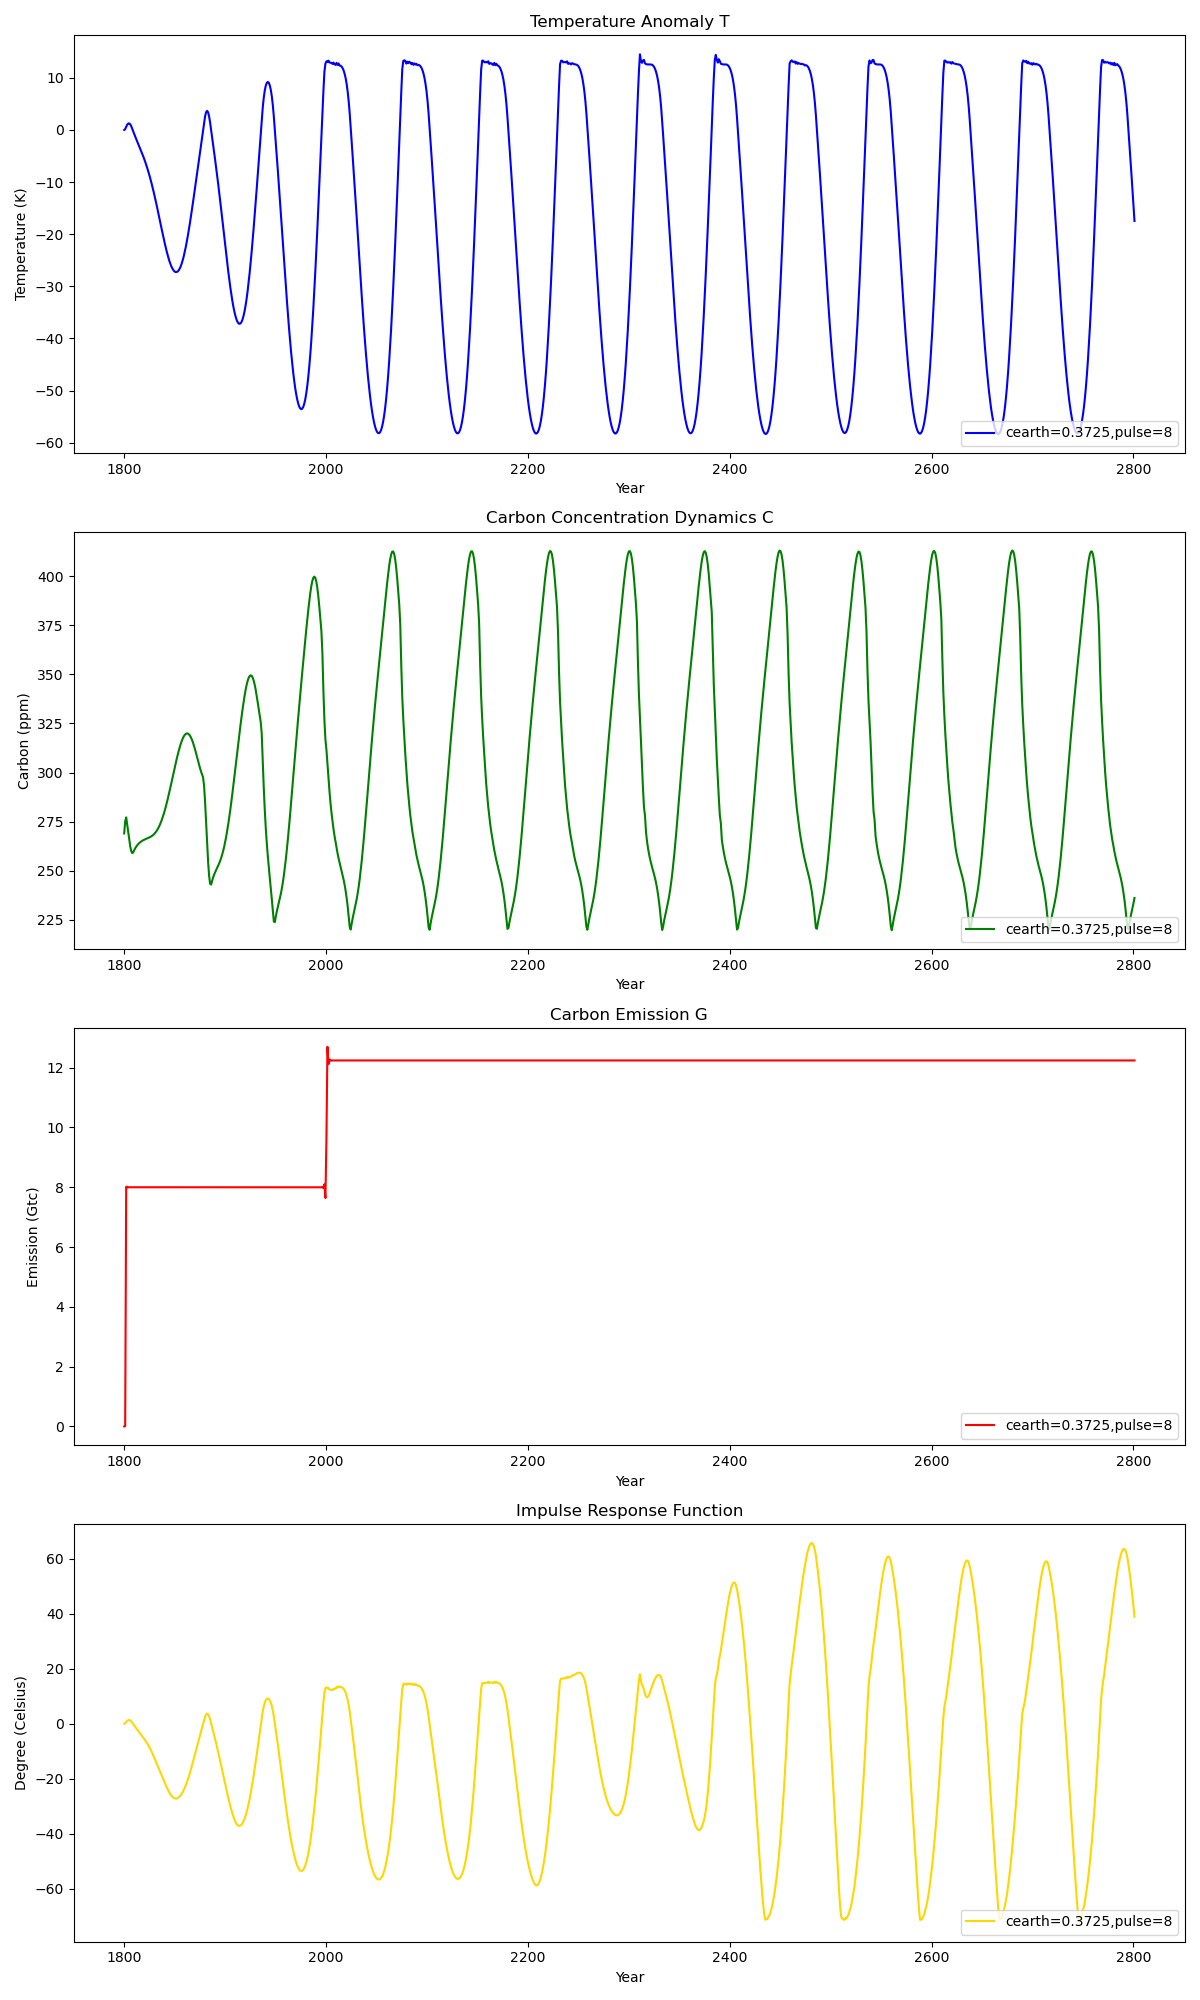 Temperature Anomaly T
Temperature (K)
10
0
−10
−20
−30
−40
−50
−60
cearth=0.3725,pulse=8
1800 2000 2200 2400 2600 2800
Year
Carbon Concentration Dynamics C
Carbon (ppm)
400
375
350
325
300
275
250
225
cearth=0.3725,pulse=8
1800 2000 2200 2400 2600 2800
Year
Carbon Emission G
Emission (Gtc)
12
10
8
6
4
2
0
cearth=0.3725,pulse=8
1800 2000 2200 2400 2600 2800
Year
Impulse Response Function
Degree (Celsius)
60
40
20
0
−20
−40
−60
cearth=0.3725,pulse=8
1800 2000 2200 2400 2600 2800
Year